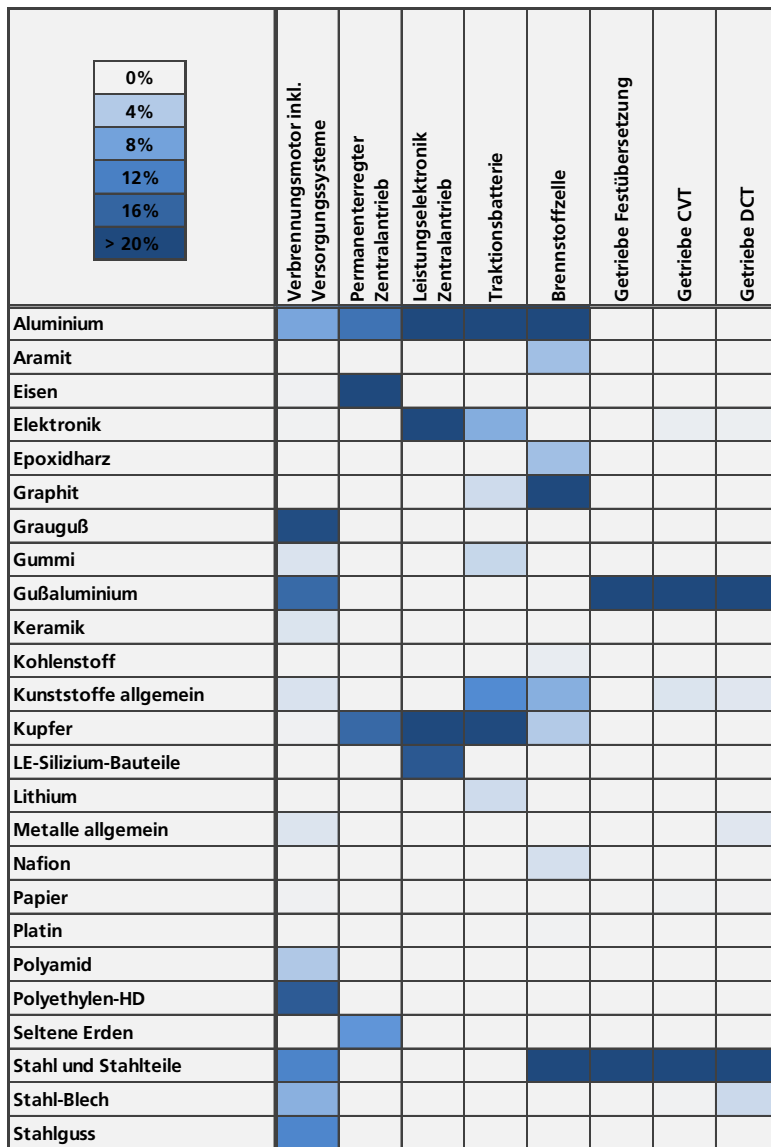 0%
4%
8%
12%
16%
> 20%
Verbrennungsmotor inkl.
Versorgungssysteme
Permanenterregter
Zentralantrieb
Leistungselektronik
Zentralantrieb
Traktionsbatterie
Brennstoffzelle
Getriebe Festübersetzung
Getriebe CVT
Getriebe DCT
Aluminium
Aramit
Eisen
Elektronik
Epoxidharz
Graphit
Grauguß
Gummi
Gußaluminium
Keramik
Kohlenstoff
Kunststoffe allgemein
Kupfer
LE-Silizium-Bauteile
Lithium
Metalle allgemein
Nafion
Papier
Platin
Polyamid
Polyethylen-HD
Seltene Erden
Stahl und Stahlteile
Stahl-Blech
Stahlguss